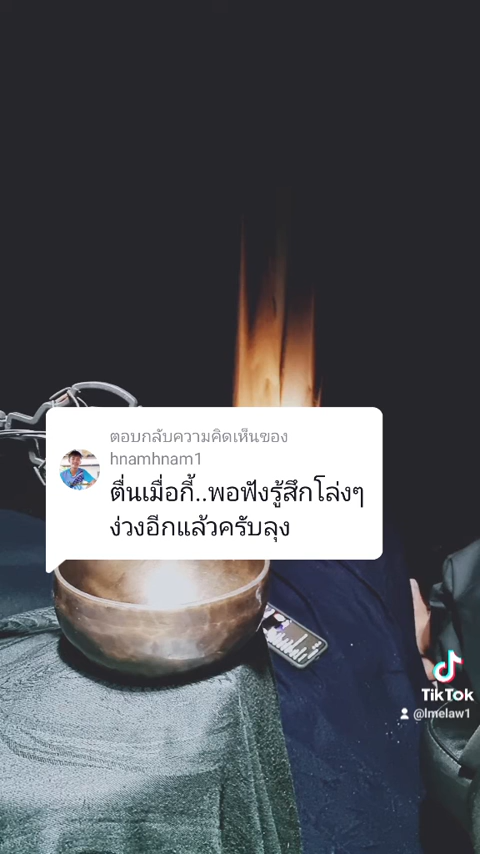 ตอบกลับความคิดเห็นของ
hnamhnam1
ตื่นเมื่อกี้..พอฟังรู้สึกโล่งๆ
ง่วงอีกแล้วครับลุง
TikTok
@lmelaw1